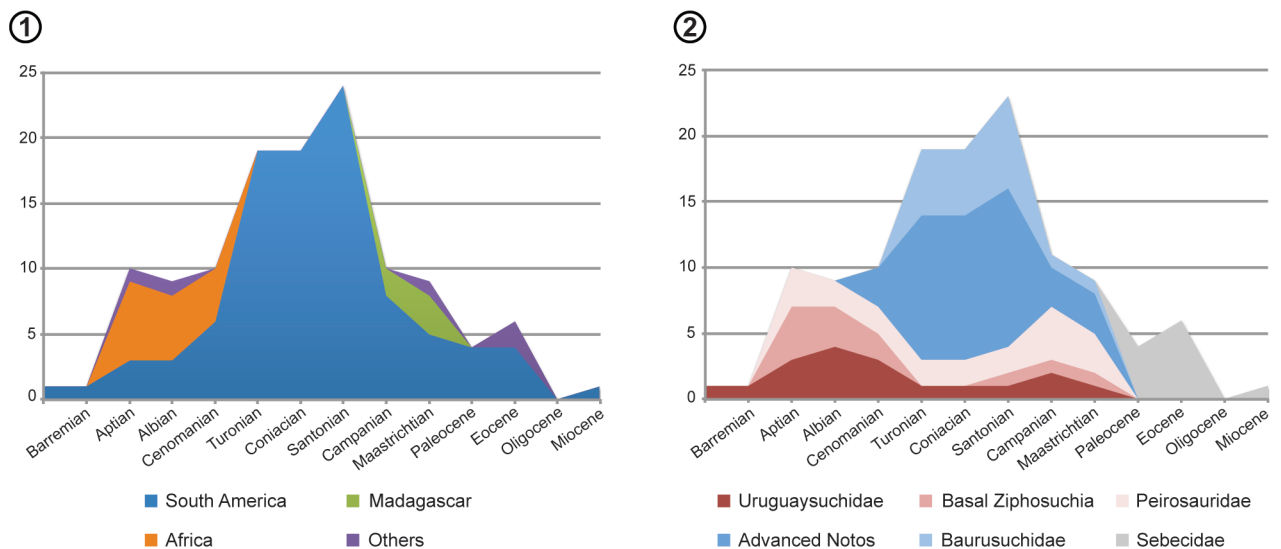 ①
25
20
15
10
5
0
Barremian
Aptian
Albian
Cenomanian
Turonian
Coniacian
Santonian
Campanian
Maastrichtian
Paleocene
Eocene
Oligocene
Miocene
South America
Madagascar
Africa
Others
②
25
20
15
10
5
0
Barremian
Aptian
Albian
Cenomanian
Turonian
Coniacian
Santonian
Campanian
Maastrichtian
Paleocene
Eocene
Oligocene
Miocene
Uruguaysuchidae
Basal Ziphosuchia
Peirosauridae
Advanced Notos
Baurusuchidae
Sebecidae